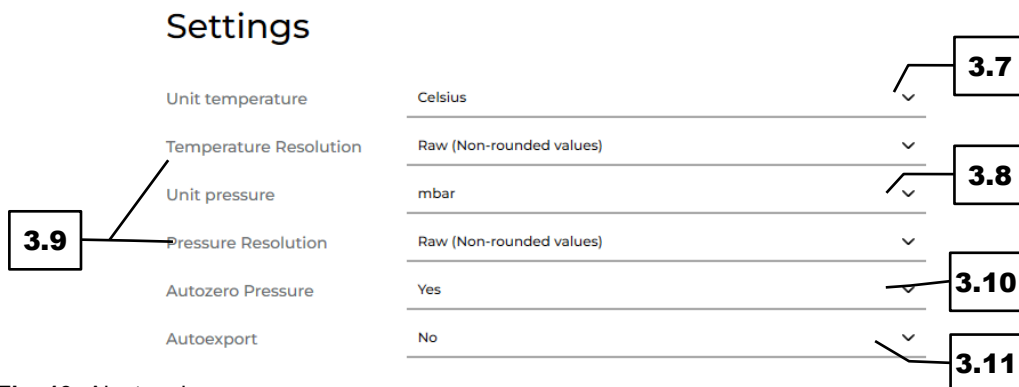 Settings
3.7
Unit temperature Celsius
Temperature Resolution Raw (Non-rounded values)
3.8
Unit pressure mbar
3.9
Pressure Resolution Raw (Non-rounded values)
Autozero Pressure Yes
3.10
Autoexport No
3.11